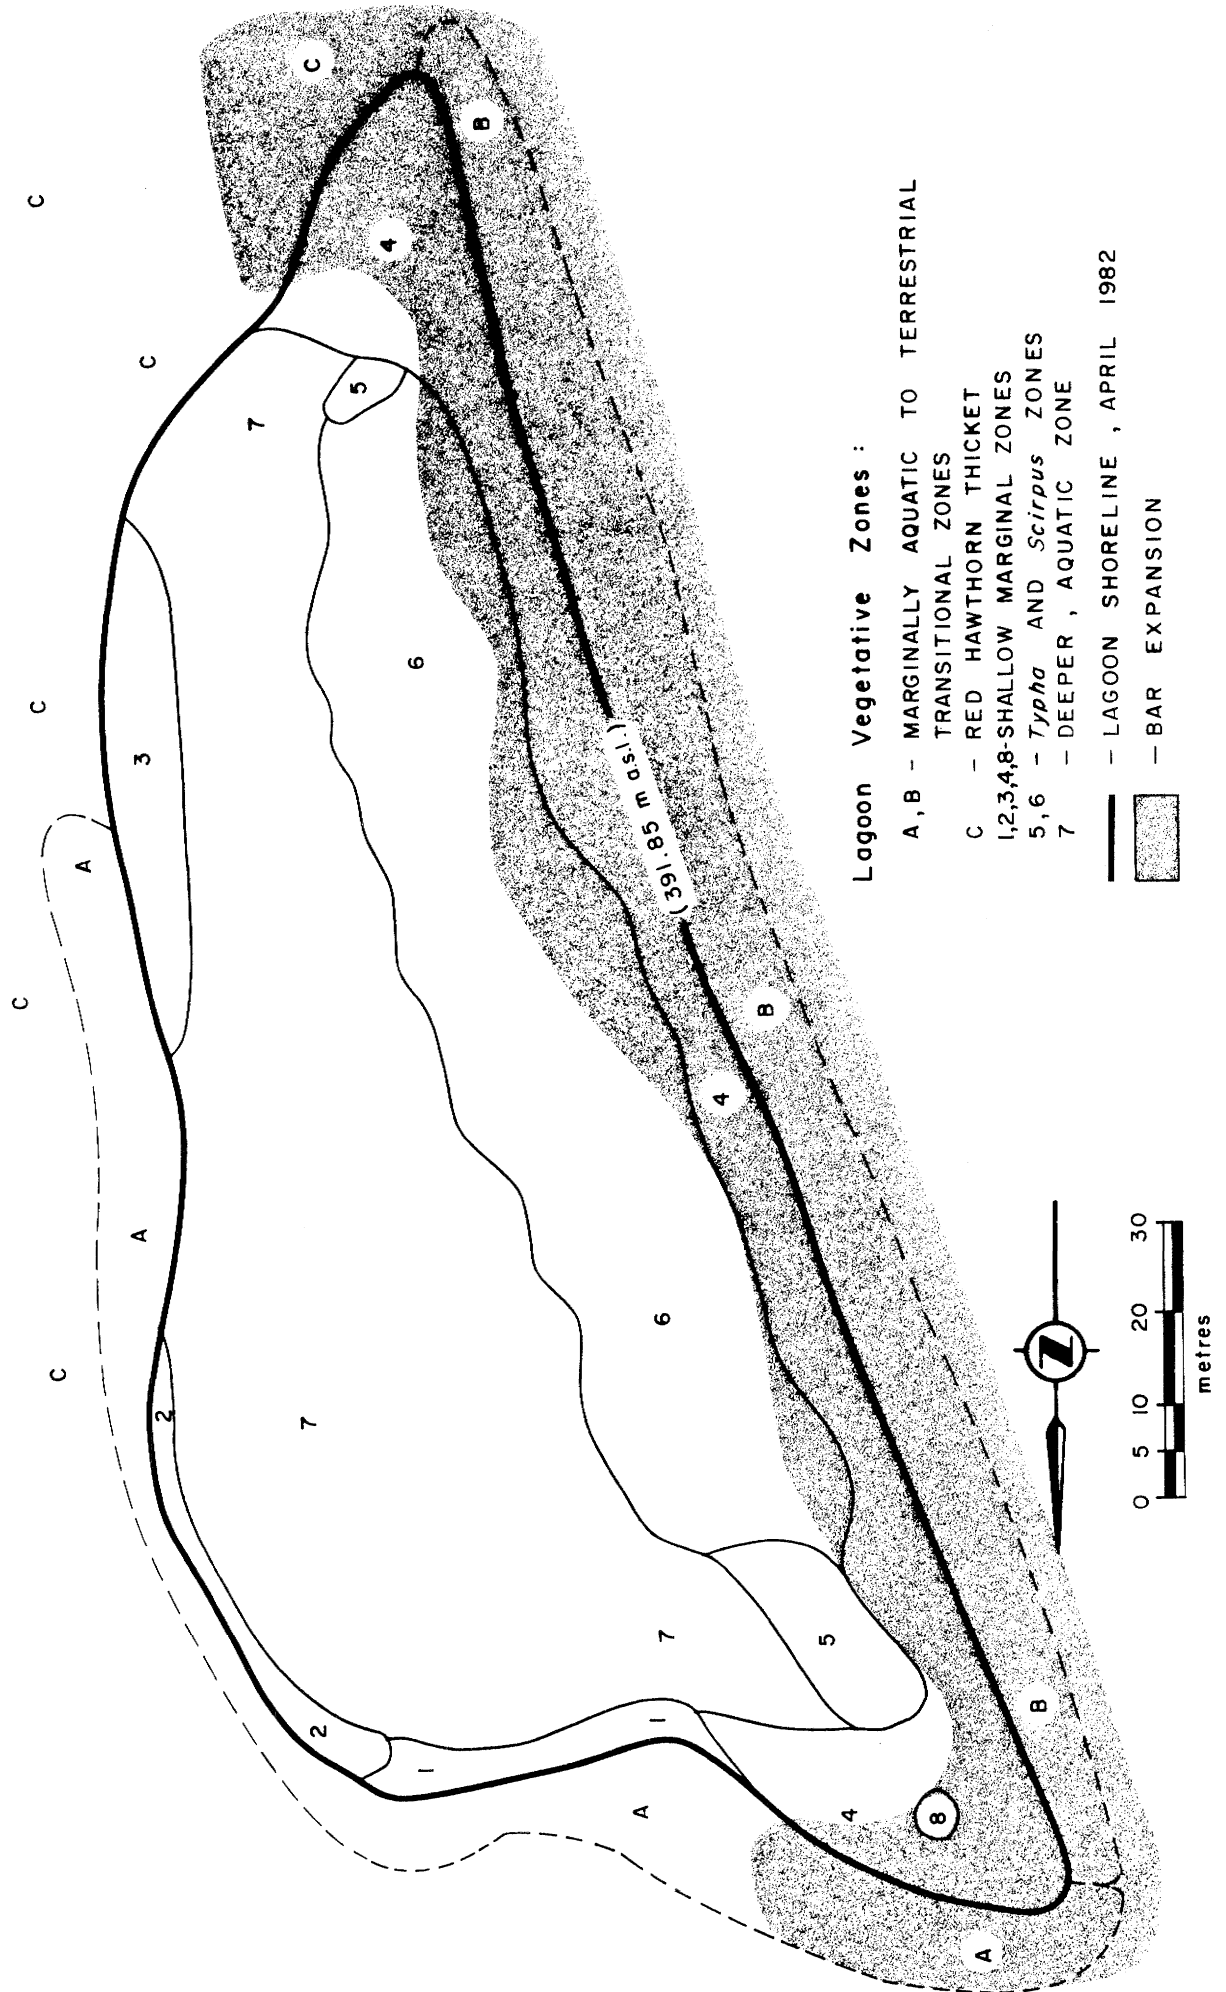 C
C
C
C
A
A
3
C
2
7
7
C
2
5
4
6
1
B
A
1
6
7
(391.85 m asl.)
4
B
5
4
8
A
B
Lagoon Vegetative Zones :
A, B - MARGINALLY AQUATIC TO TERRESTRIAL
TRANSITIONAL ZONES
C - RED HAWTHORN THICKET
1,2,3,4,8-SHALLOW MARGINAL ZONES
5, 6 - Typha AND Scirpus ZONES
7 - DEEPER , AQUATIC ZONE
- LAGOON SHORELINE , APRIL 1982
- BAR EXPANSION
N
0 5 10 20 30
metres